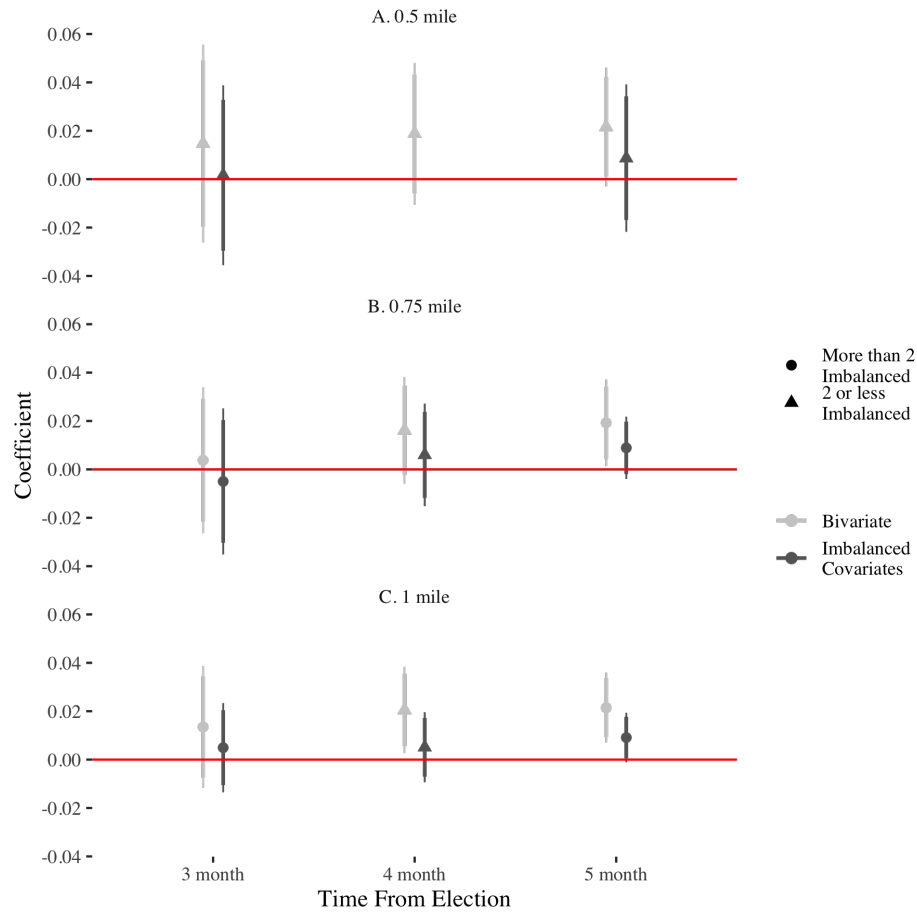 A. 0.5 mile
0.06
0.04
0.02
0.00
-0.02
-0.04
B. 0.75 mile
0.06
0.04
0.02
0.00
-0.02
-0.04
C. 1 mile
0.06
0.04
0.02
0.00
-0.02
-0.04
Coefficient
3 month
4 month
5 month
Time From Election
More than 2
Imbalanced
2 or less
Imbalanced
Bivariate
Imbalanced
Covariates